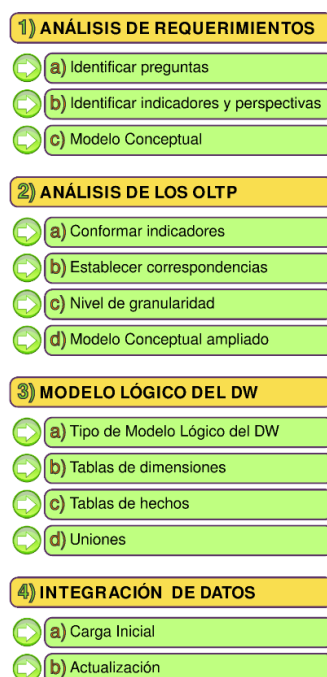 1) ANÁLISIS DE REQUERIMIENTOS
a) Identificar preguntas
b) Identificar indicadores y perspectivas
c) Modelo Conceptual
2) ANÁLISIS DE LOS OLTP
a) Conformar indicadores
b) Establecer correspondencias
c) Nivel de granularidad
d) Modelo Conceptual ampliado
3) MODELO LÓGICO DEL DW
a) Tipo de Modelo Lógico del DW
b) Tablas de dimensiones
c) Tablas de hechos
d) Uniones
4) INTEGRACIÓN DE DATOS
a) Carga Inicial
b) Actualización